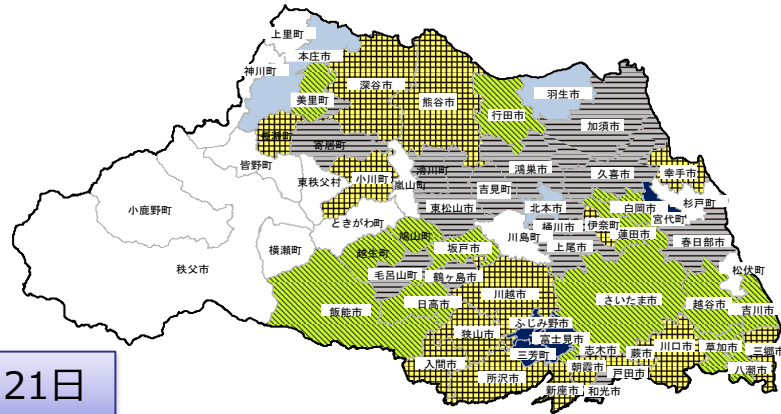 上里町
本庄市
神川町
美里町
深谷市
熊谷市
行田市
羽生市
加須市
長瀞町
寄居町
皆野町
東秩父村
小川町
嵐山町
滑川町
鴻巣市
久喜市
幸手市
小鹿野町
東松山市
吉見町
北本市
白岡市
杉戸町
宮代町
ときがわ町
川島町
桶川市
伊奈町
蓮田市
横瀬町
鳩山町
坂戸市
上尾市
春日部市
秩父市
越生町
毛呂山町
鶴ヶ島市
松伏町
飯能市
日高市
川越市
さいたま市
越谷市
吉川市
狭山市
ふじみ野市
富士見市
入間市
三芳町
志木市
蕨市
川口市
草加市
三郷市
所沢市
朝霞市
戸田市
八潮市
新座市
和光市
21日